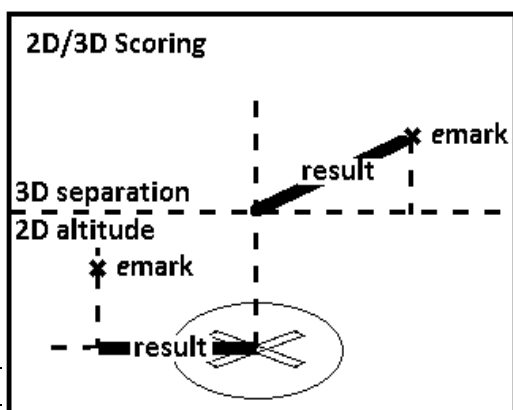 2D/3D Scoring
emark
result
3D separation
2D altitude
emark
result